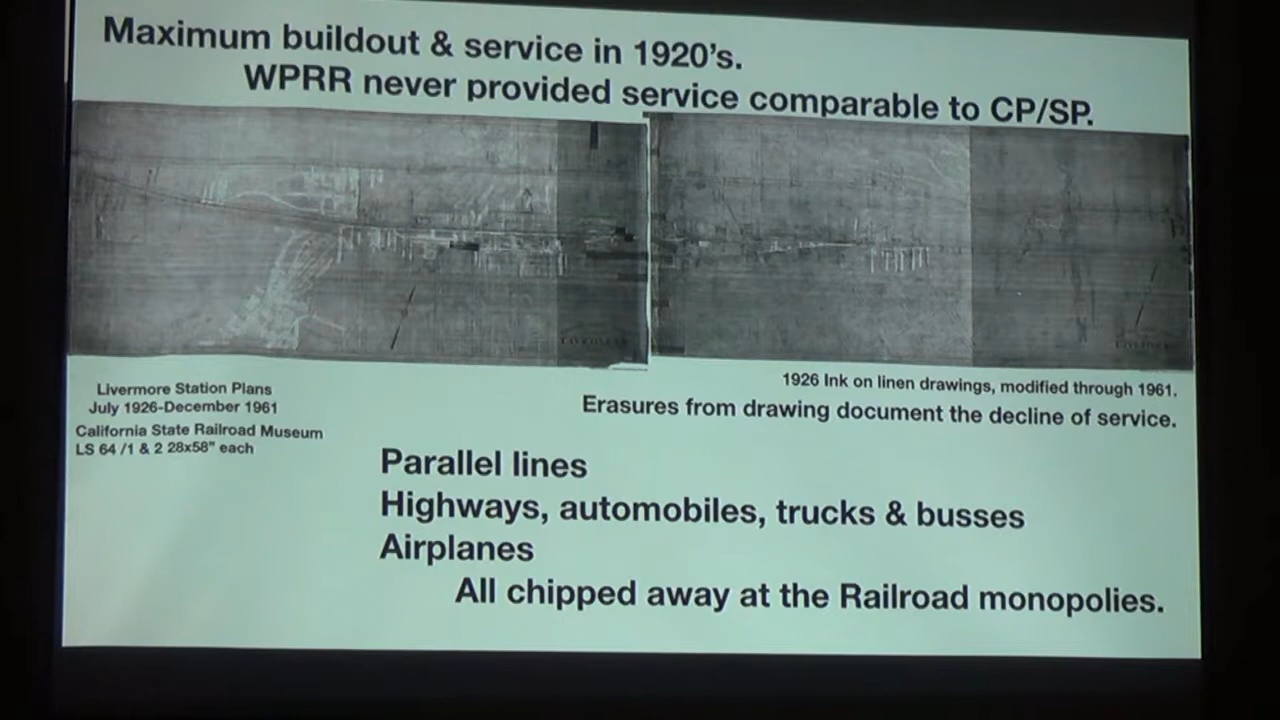 Maximum buildout & service in 1920's.
WPRR never provided service comparable to CP/SP.
Livermore Station Plans
July 1926-December 1961
California State Railroad Museum
LS 64 /1 & 2 28x58" each
1926 Ink on linen drawings, modified through 1961.
Erasures from drawing document the decline of service.
Parallel lines
Highways, automobiles, trucks & busses
Airplanes
All chipped away at the Railroad monopolies.